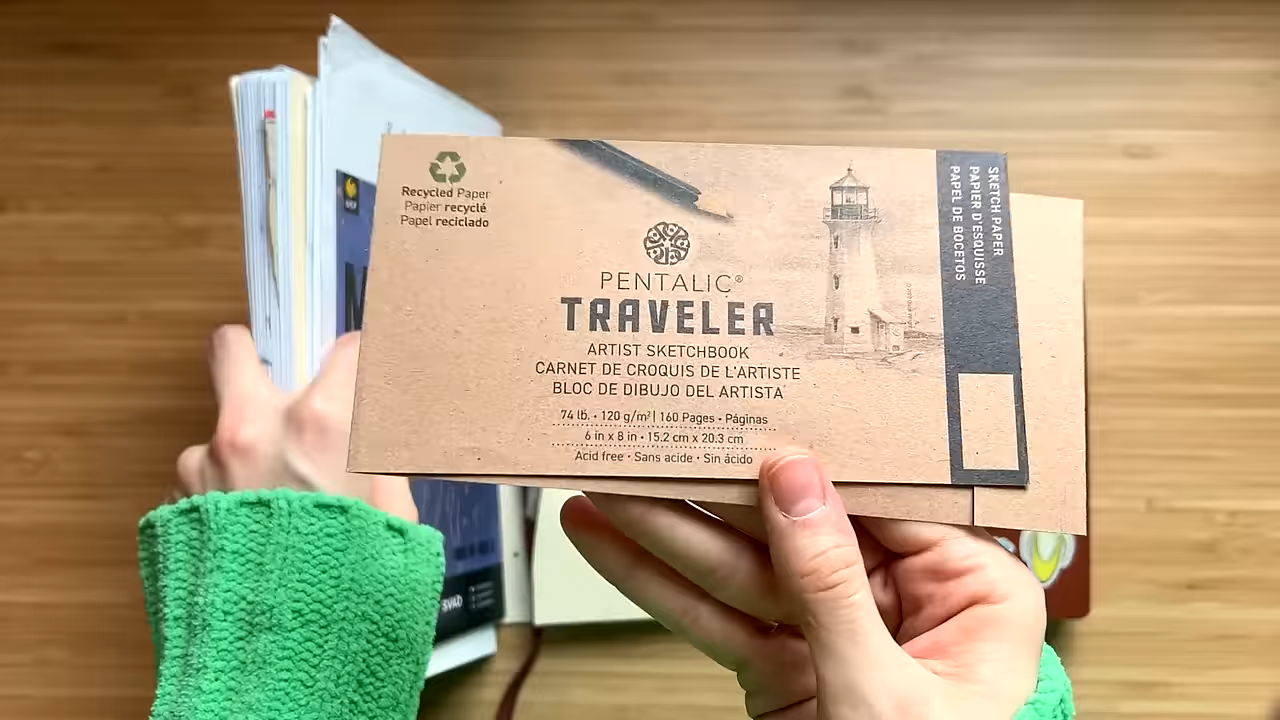 Recycled Paper
Papier recyclé
Papel reciclado
PENTALIC®
TRAVELER
ARTIST SKETCHBOOK
CARNET DE CROQUIS DE L'ARTISTE
BLOC DE DIBUJO DEL ARTISTA
74 lb. • 120 g/m² | 160 Pages • Páginas
6 in x 8 in • 15.2 cm x 20.3 cm
Acid free • Sans acide • Sin ácido
SKETCH PAPER
PAPIER D'ESQUISSE
PAPEL DE BOCETOS
SVAD